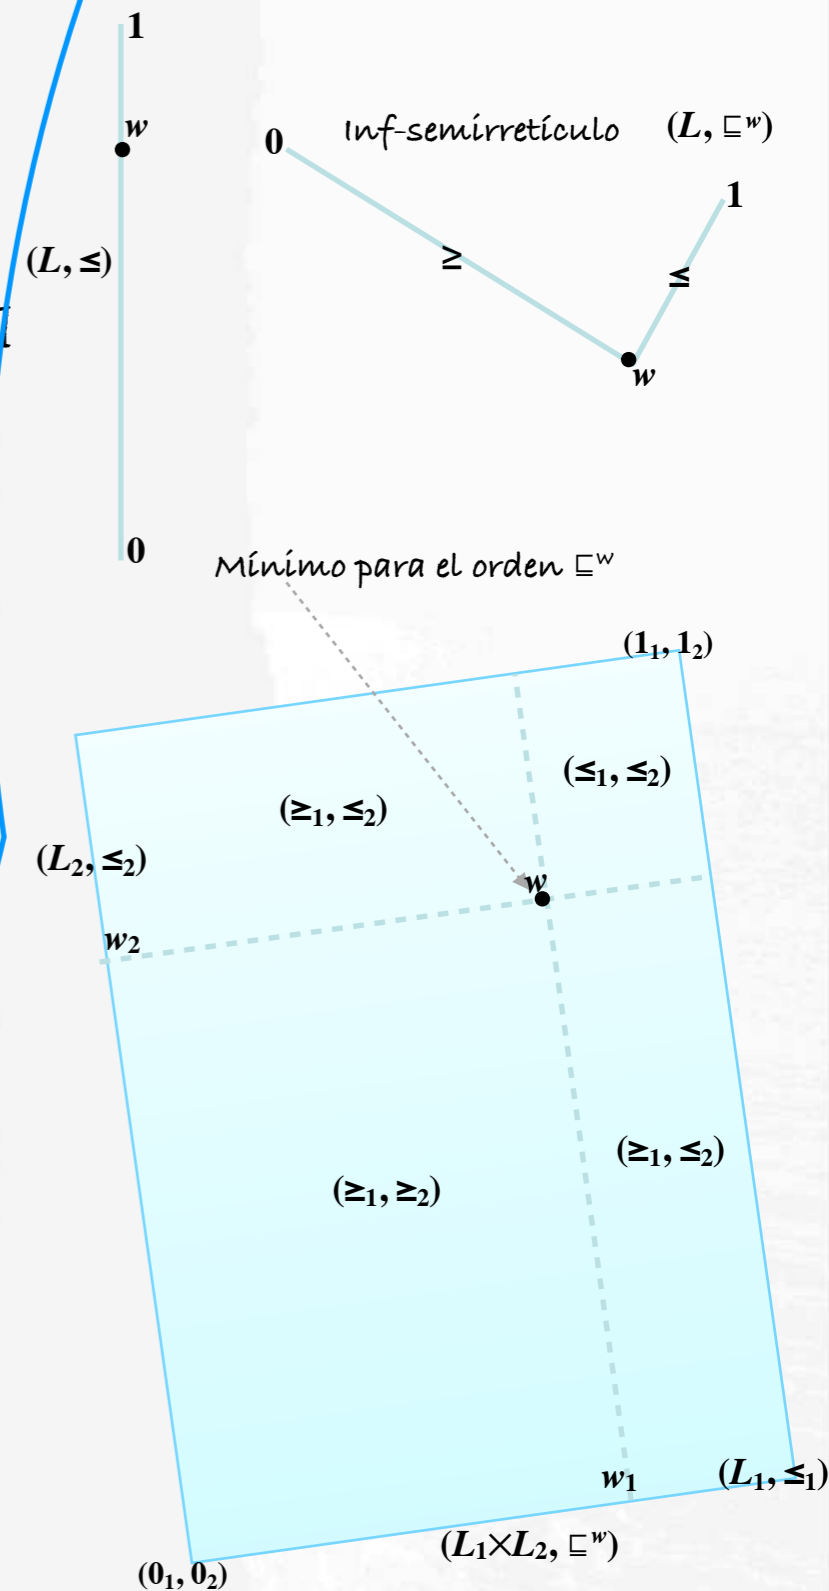 1
w
Inf-semirretículo (L, ⊑ʷ)
0
1
(L, ≤)
≥
≤
w
0
Mínimo para el orden ⊑ʷ
(1₁, 1₂)
(≤₁, ≤₂)
(≥₁, ≤₂)
(L₂, ≤₂)
w
w₂
(≥₁, ≤₂)
(≥₁, ≥₂)
w₁ (L₁, ≤₁)
(L₁×L₂, ⊑ʷ)
(0₁, 0₂)